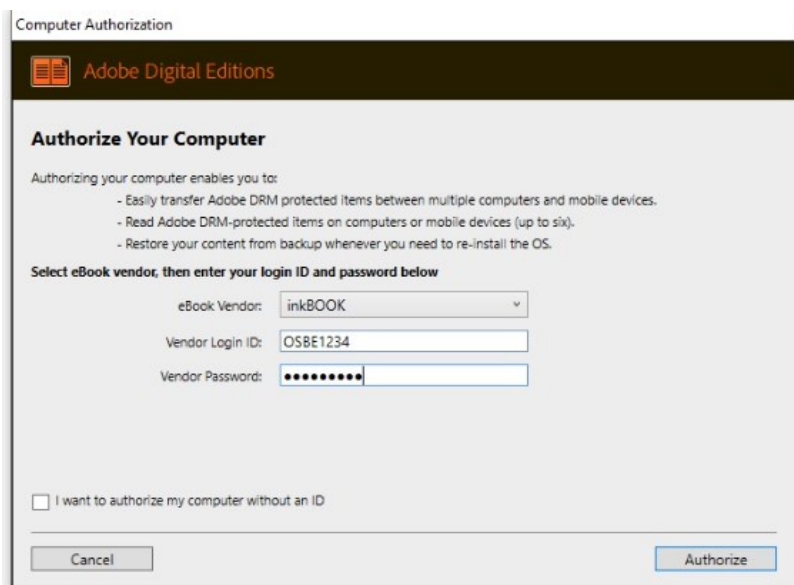 Computer Authorization
Adobe Digital Editions
Authorize Your Computer
Authorizing your computer enables you to:
- Easily transfer Adobe DRM protected items between multiple computers and mobile devices.
- Read Adobe DRM-protected items on computers or mobile devices (up to six).
- Restore your content from backup whenever you need to re-install the OS.
Select eBook vendor, then enter your login ID and password below
eBook Vendor: inkBOOK
Vendor Login ID: OSBE1234
Vendor Password: •••••••••
I want to authorize my computer without an ID
Cancel Authorize